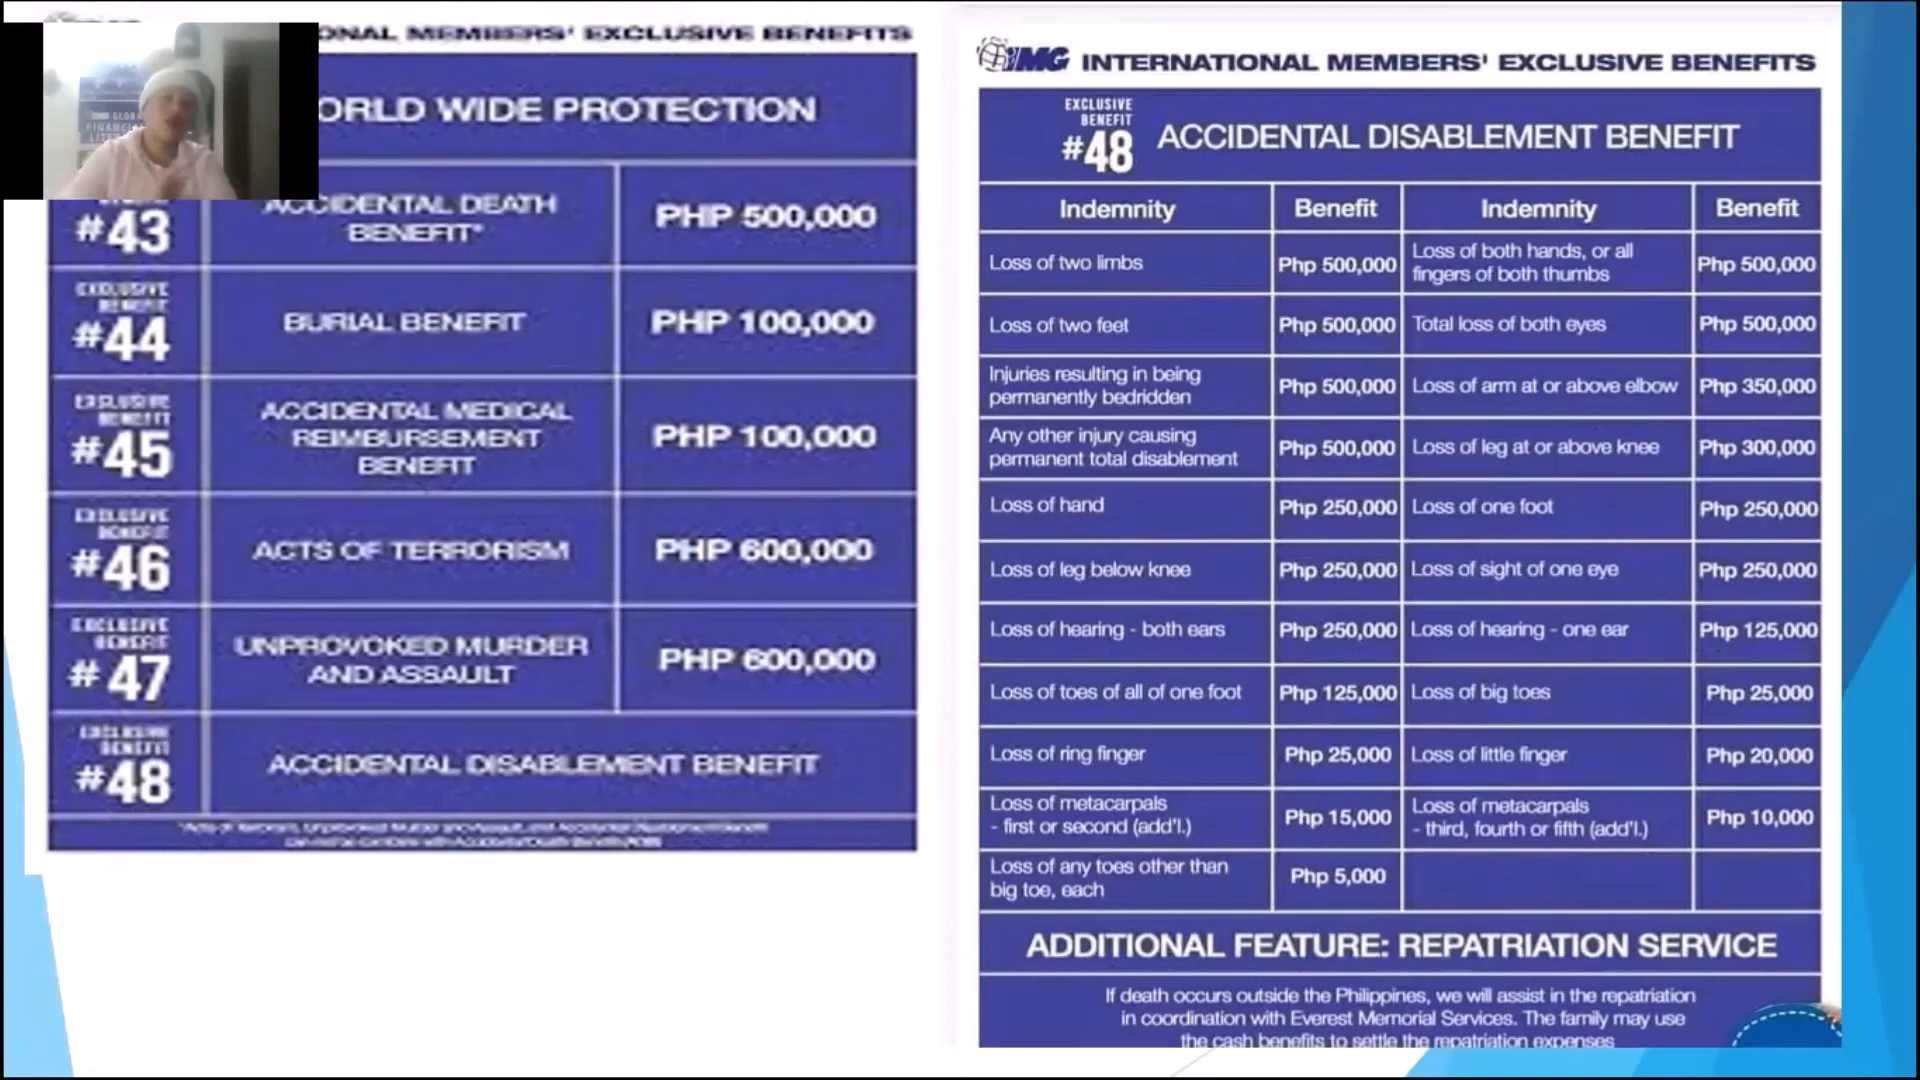 ONAL MEMBERS' EXCLUSIVE BENEFITS
ORLD WIDE PROTECTION
#43
ACCIDENTAL DEATH
BENEFIT*
PHP 500,000
EXCLUSIVE
BENEFIT
#44
BURIAL BENEFIT
PHP 100,000
EXCLUSIVE
BENEFIT
#45
ACCIDENTAL MEDICAL
REIMBURSEMENT
BENEFIT
PHP 100,000
EXCLUSIVE
BENEFIT
#46
ACTS OF TERRORISM
PHP 600,000
EXCLUSIVE
BENEFIT
#47
UNPROVOKED MURDER
AND ASSAULT
PHP 600,000
EXCLUSIVE
BENEFIT
#48
ACCIDENTAL DISABLEMENT BENEFIT
iMG INTERNATIONAL MEMBERS' EXCLUSIVE BENEFITS
EXCLUSIVE
BENEFIT
#48
ACCIDENTAL DISABLEMENT BENEFIT
Indemnity Benefit Indemnity Benefit
Loss of two limbs
Php 500,000
Loss of both hands, or all
fingers of both thumbs
Php 500,000
Loss of two feet Php 500,000 Total loss of both eyes Php 500,000
Injuries resulting in being
permanently bedridden
Php 500,000 Loss of arm at or above elbow Php 350,000
Any other injury causing
permanent total disablement
Php 500,000 Loss of leg at or above knee Php 300,000
Loss of hand Php 250,000 Loss of one foot Php 250,000
Loss of leg below knee Php 250,000 Loss of sight of one eye Php 250,000
Loss of hearing - both ears Php 250,000 Loss of hearing - one ear Php 125,000
Loss of toes of all of one foot Php 125,000 Loss of big toes Php 25,000
Loss of ring finger Php 25,000 Loss of little finger Php 20,000
Loss of metacarpals
- first or second (add'l.)
Php 15,000
Loss of metacarpals
- third, fourth or fifth (add'l.)
Php 10,000
Loss of any toes other than
big toe, each
Php 5,000
ADDITIONAL FEATURE: REPATRIATION SERVICE
If death occurs outside the Philippines, we will assist in the repatriation
in coordination with Everest Memorial Services. The family may use
the cash benefits to settle the repatriation expenses